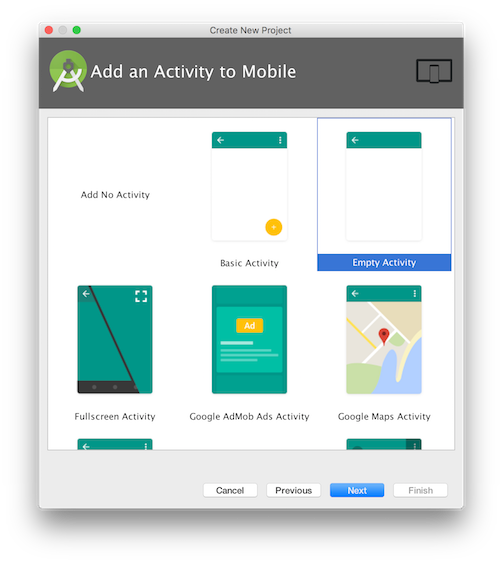 Create New Project
Add an Activity to Mobile
Add No Activity
Basic Activity
Empty Activity
Ad
Fullscreen Activity
Google AdMob Ads Activity
Google Maps Activity
Cancel
Previous
Next
Finish